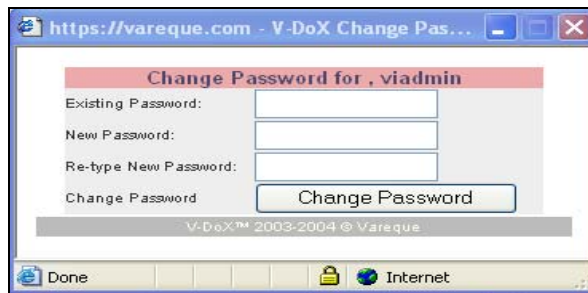 https://vareque.com - V-DoX Change Pas...
Change Password for , viadmin
Existing Password:
New Password:
Re-type New Password:
Change Password Change Password
V-DoX™ 2003-2004 © Vareque
Done Internet